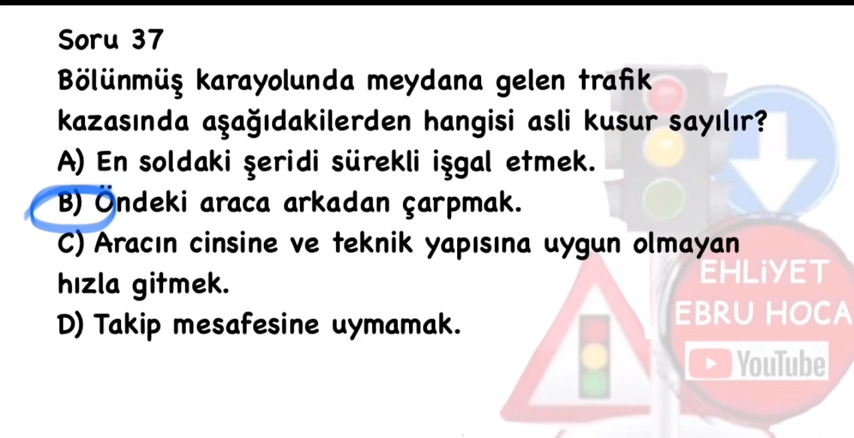 Soru 37
Bölünmüş karayolunda meydana gelen trafik
kazasında aşağıdakilerden hangisi asli kusur sayılır?
A) En soldaki şeridi sürekli işgal etmek.
B) Öndeki araca arkadan çarpmak.
C) Aracın cinsine ve teknik yapısına uygun olmayan
hızla gitmek.
D) Takip mesafesine uymamak.
EHLİYET
EBRU HOCA
YouTube